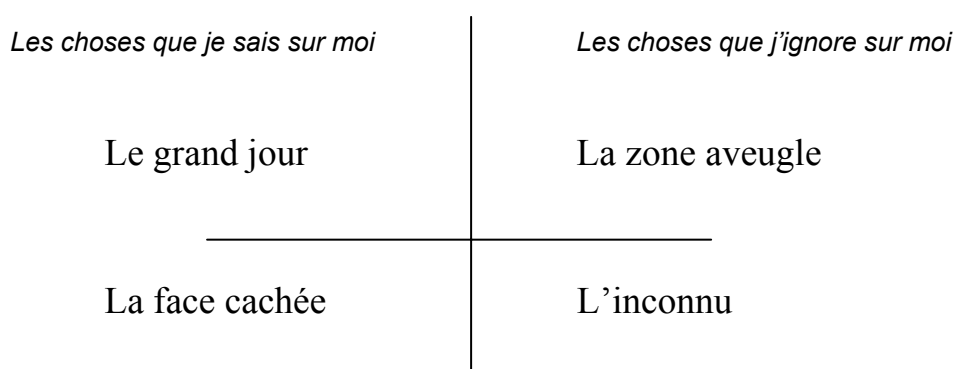 Les choses que je sais sur moi
Les choses que j’ignore sur moi
Le grand jour
La zone aveugle
La face cachée
L’inconnu